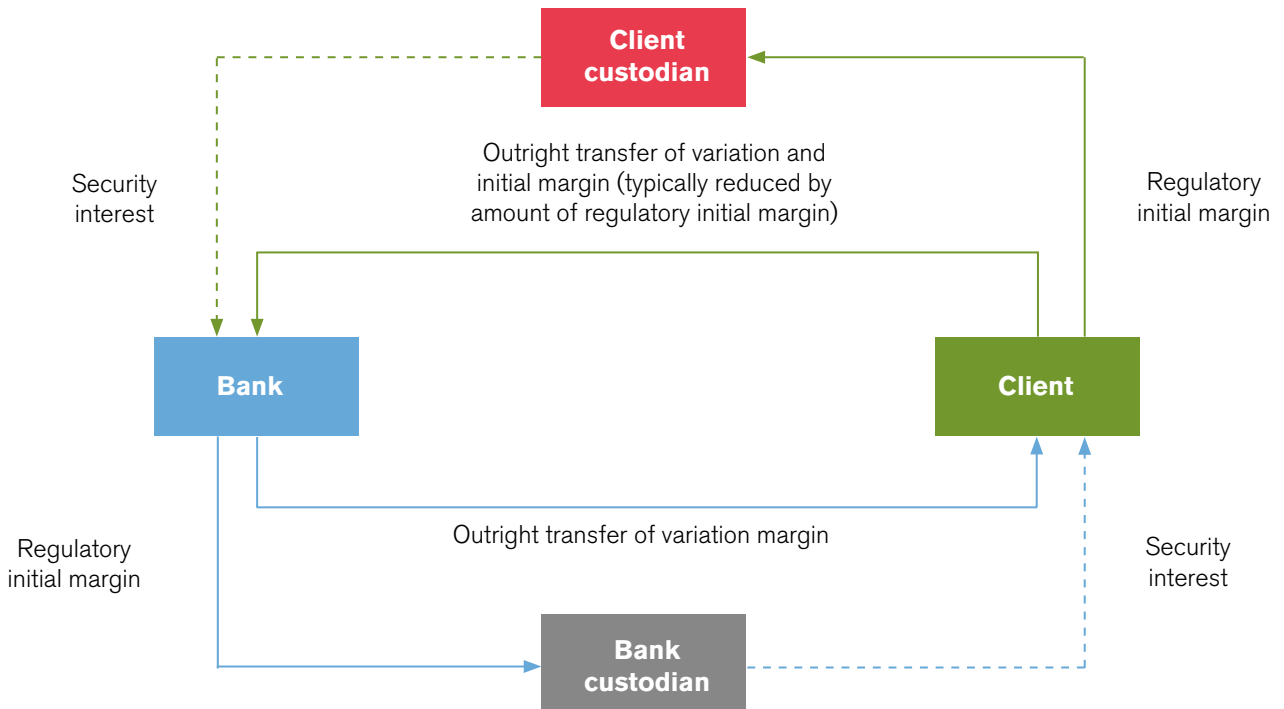 Client
custodian
Outright transfer of variation and
initial margin (typically reduced by
amount of regulatory initial margin)
Security
interest
Regulatory
initial margin
Bank
Client
Outright transfer of variation margin
Regulatory
initial margin
Security
interest
Bank
custodian